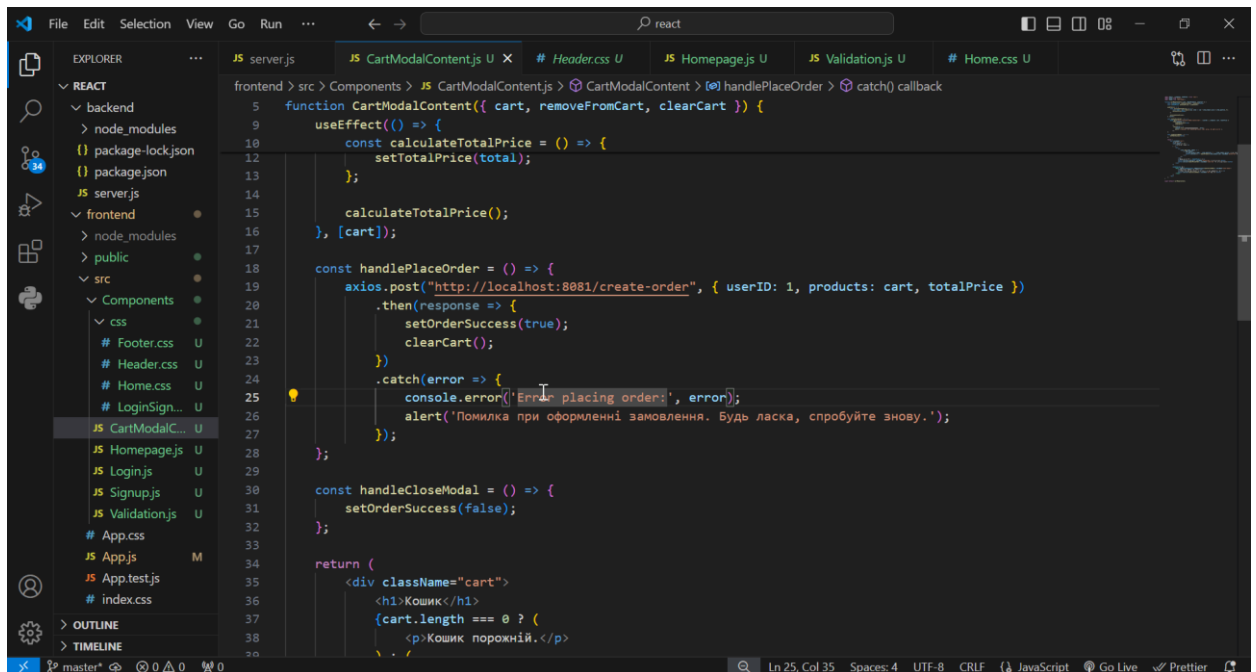 File Edit Selection View Go Run ··· ← → react
EXPLORER ···
REACT
backend
node_modules
package-lock.json
package.json
server.js
frontend
node_modules
public
src
Components
css
Footer.css U
Header.css U
Home.css U
LoginSign... U
CartModalC... U
Homepage.js U
Login.js U
Signup.js U
Validation.js U
App.css
App.js M
App.test.js
index.css
OUTLINE
TIMELINE
34
JS server.js JS CartModalContent.js U # Header.css U JS Homepage.js U JS Validation.js U # Home.css U ···
frontend > src > Components > JS CartModalContent.js > CartModalContent > handlePlaceOrder > catch() callback
5 function CartModalContent({ cart, removeFromCart, clearCart }) {
9 useEffect(() => {
10 const calculateTotalPrice = () => {
12 setTotalPrice(total);
13 };
14
15 calculateTotalPrice();
16 }, [cart]);
17
18 const handlePlaceOrder = () => {
19 axios.post("http://localhost:8081/create-order", { userID: 1, products: cart, totalPrice })
20 .then(response => {
21 setOrderSuccess(true);
22 clearCart();
23 })
24 .catch(error => {
25 console.error('Error placing order:', error);
26 alert('Помилка при оформленні замовлення. Будь ласка, спробуйте знову.');
27 });
28 };
29
30 const handleCloseModal = () => {
31 setOrderSuccess(false);
32 };
33
34 return (
35 <div className="cart">
36 <h1>Кошик</h1>
37 {cart.length === 0 ? (
38 <p>Кошик порожній.</p>
39 ) : (
master* 0 0 0 Ln 25, Col 35 Spaces: 4 UTF-8 CRLF JavaScript Go Live Prettier